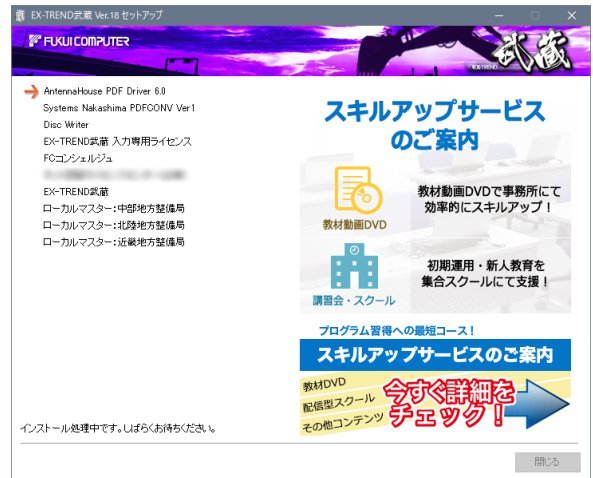 EX-TREND武蔵 Ver.18 セットアップ
FUKUI COMPUTER
EX-TREND
武蔵
AntennaHouse PDF Driver 6.0
Systems Nakashima PDFCONV Ver1
Disc Writer
EX-TREND武蔵 入力専用ライセンス
FCコンシェルジュ
EX-TREND武蔵
ローカルマスター:中部地方整備局
ローカルマスター:北陸地方整備局
ローカルマスター:近畿地方整備局
インストール処理中です。しばらくお待ちください。
スキルアップサービス
のご案内
教材動画DVD
教材動画DVDで事務所にて
効率的にスキルアップ！
講習会・スクール
初期運用・新人教育を
集合スクールにて支援！
プログラム習得への最短コース！
スキルアップサービスのご案内
教材DVD
配信型スクール
その他コンテンツ
今すぐ詳細を
チェック！
閉じる